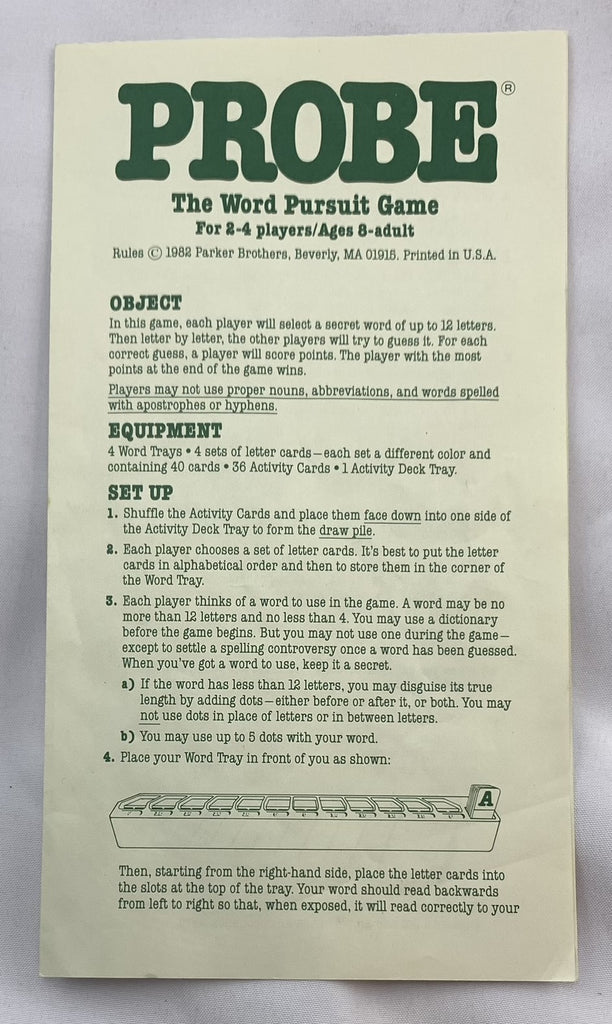 PROBE®
The Word Pursuit Game
For 2-4 players/Ages 8-adult
Rules © 1982 Parker Brothers, Beverly, MA 01915. Printed in U.S.A.
OBJECT
In this game, each player will select a secret word of up to 12 letters.
Then letter by letter, the other players will try to guess it. For each
correct guess, a player will score points. The player with the most
points at the end of the game wins.
Players may not use proper nouns, abbreviations, and words spelled
with apostrophes or hyphens.
EQUIPMENT
4 Word Trays • 4 sets of letter cards—each set a different color and
containing 40 cards • 36 Activity Cards • 1 Activity Deck Tray.
SET UP
1. Shuffle the Activity Cards and place them face down into one side of
the Activity Deck Tray to form the draw pile.
2. Each player chooses a set of letter cards. It's best to put the letter
cards in alphabetical order and then to store them in the corner of
the Word Tray.
3. Each player thinks of a word to use in the game. A word may be no
more than 12 letters and no less than 4. You may use a dictionary
before the game begins. But you may not use one during the game—
except to settle a spelling controversy once a word has been guessed.
When you've got a word to use, keep it a secret.
a) If the word has less than 12 letters, you may disguise its true
length by adding dots—either before or after it, or both. You may
not use dots in place of letters or in between letters.
b) You may use up to 5 dots with your word.
4. Place your Word Tray in front of you as shown:
A
Then, starting from the right-hand side, place the letter cards into
the slots at the top of the tray. Your word should read backwards
from left to right so that, when exposed, it will read correctly to your